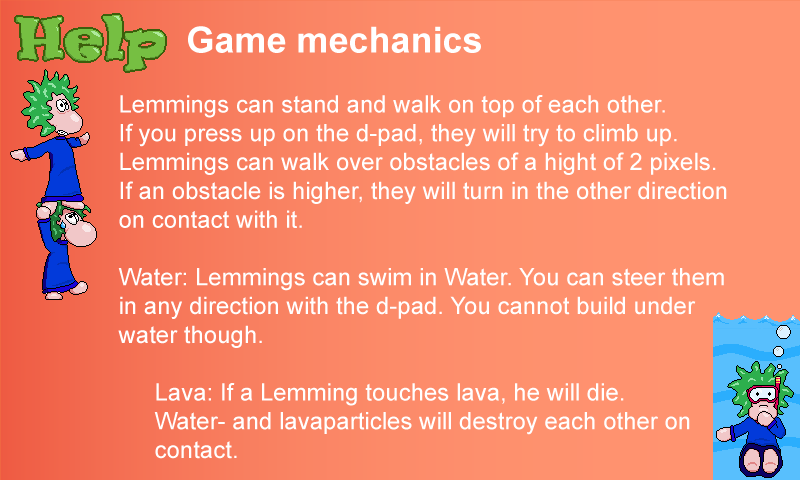 Help
Game mechanics
Lemmings can stand and walk on top of each other.
If you press up on the d-pad, they will try to climb up.
Lemmings can walk over obstacles of a hight of 2 pixels.
If an obstacle is higher, they will turn in the other direction
on contact with it.
Water: Lemmings can swim in Water. You can steer them
in any direction with the d-pad. You cannot build under
water though.
Lava: If a Lemming touches lava, he will die.
Water- and lavaparticles will destroy each other on
contact.